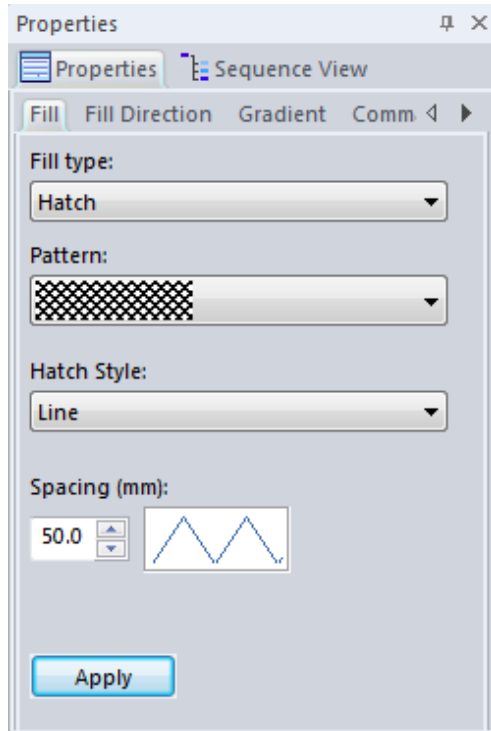 Properties
Properties Sequence View
Fill Fill Direction Gradient Comm
Fill type:
Hatch
Pattern:
Hatch Style:
Line
Spacing (mm):
50.0
Apply